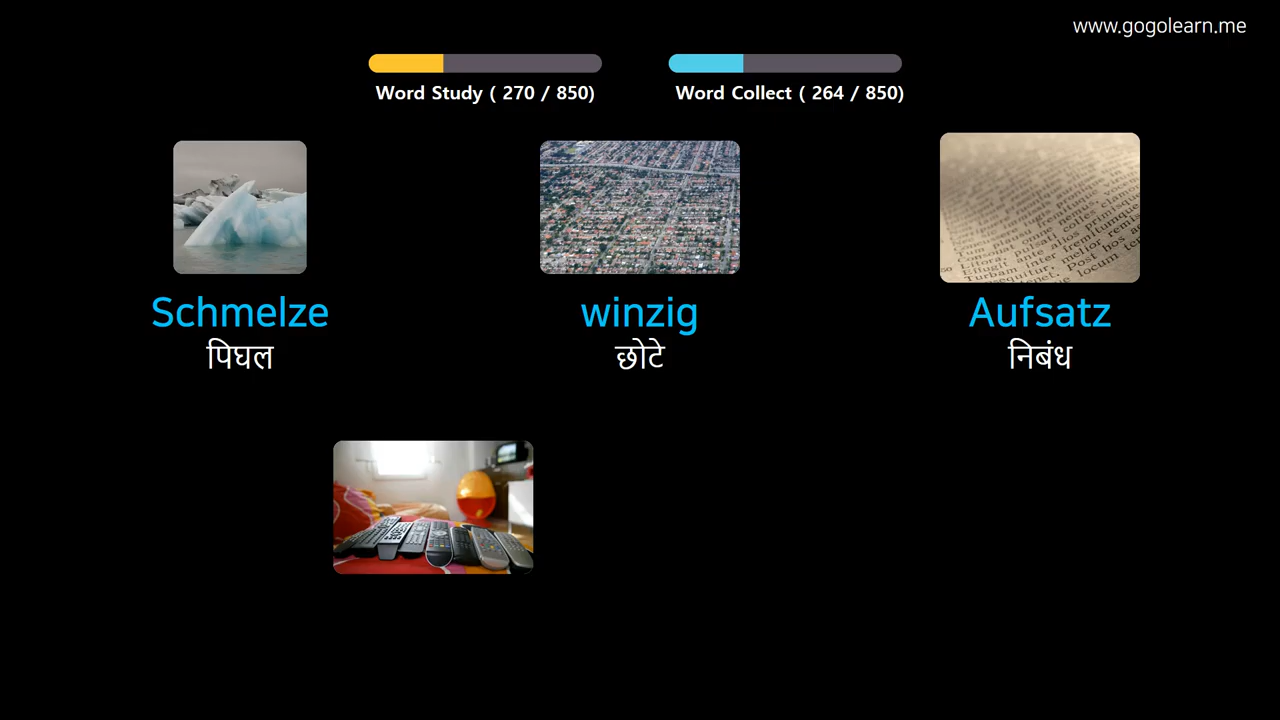 www.gogolearn.me
Word Study ( 270 / 850)
Word Collect ( 264 / 850)
Schmelze
winzig
Aufsatz
पिघल
छोटे
निबंध